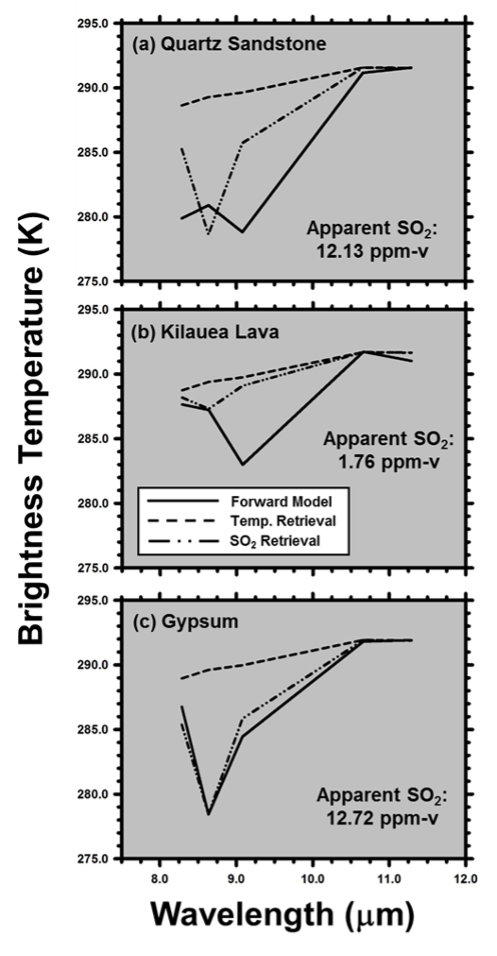 Brightness Temperature (K)
295.0
290.0
285.0
280.0
275.0
(a) Quartz Sandstone
Apparent SO₂:
12.13 ppm-v
295.0
290.0
285.0
280.0
275.0
(b) Kilauea Lava
Apparent SO₂:
1.76 ppm-v
Forward Model
Temp. Retrieval
SO₂ Retrieval
295.0
290.0
285.0
280.0
275.0
(c) Gypsum
Apparent SO₂:
12.72 ppm-v
8.0 9.0 10.0 11.0 12.0
Wavelength (μm)